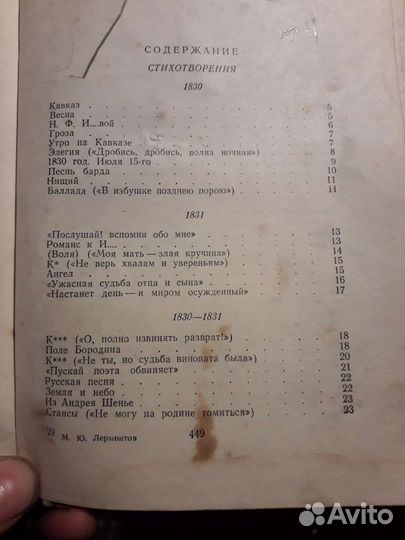 СОДЕРЖАНИЕ
СТИХОТВОРЕНИЯ
1830
Кавказ . . . . . . . . . . 5
Весна . . . . . . . . . . 5
Н. Ф. И....вой . . . . . . . . . . 6
Гроза . . . . . . . . . . 7
Утро на Кавказе . . . . . . . . . . 7
Элегия («Дробись, дробись, волна ночная») . . 8
1830 год. Июля 15-го . . . . . . . . . . 9
Песнь барда . . . . . . . . . . 10
Нищий . . . . . . . . . . 11
Баллада («В избушке позднею порою») . . . . 11
1831
«Послушай! вспомни обо мне» . . . . . . 13
Романс к И.... . . . . . . . . . . 13
(Воля) («Моя мать — злая кручина») . . . . 14
К* («Не верь хвалам и увереньям») . . . . 15
Ангел . . . . . . . . . . 15
«Ужасная судьба отца и сына» . . . . . . 16
«Настанет день — и миром осужденный» . . . 17
1830—1831
К*** («О, полно извинять разврат!») . . . . 18
Поле Бородина . . . . . . . . . . 18
К*** («Не ты, но судьба виновата была») . . . 20
«Пускай поэта обвиняет» . . . . . . . . 21
Русская песня . . . . . . . . . . 22
Земля и небо . . . . . . . . . . 22
Из Андрея Шенье . . . . . . . . . . 23
Стансы («Не могу на родине томиться») . . . 23
29 М. Ю. Лермонтов 449
Avito